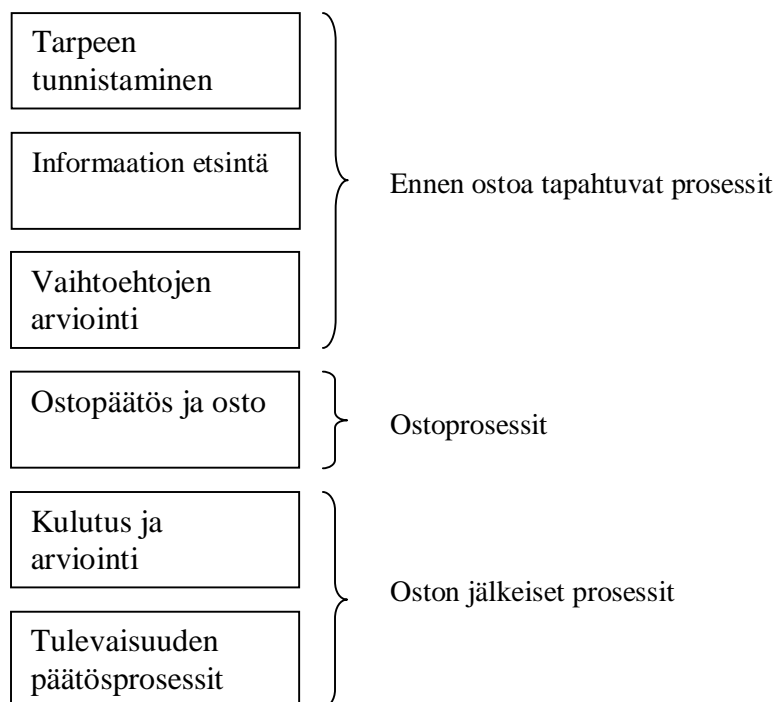 Tarpeen
tunnistaminen
Informaation etsintä
Ennen ostoa tapahtuvat prosessit
Vaihtoehtojen
arviointi
Ostopäätös ja osto
Ostoprosessit
Kulutus ja
arviointi
Oston jälkeiset prosessit
Tulevaisuuden
päätösprosessit